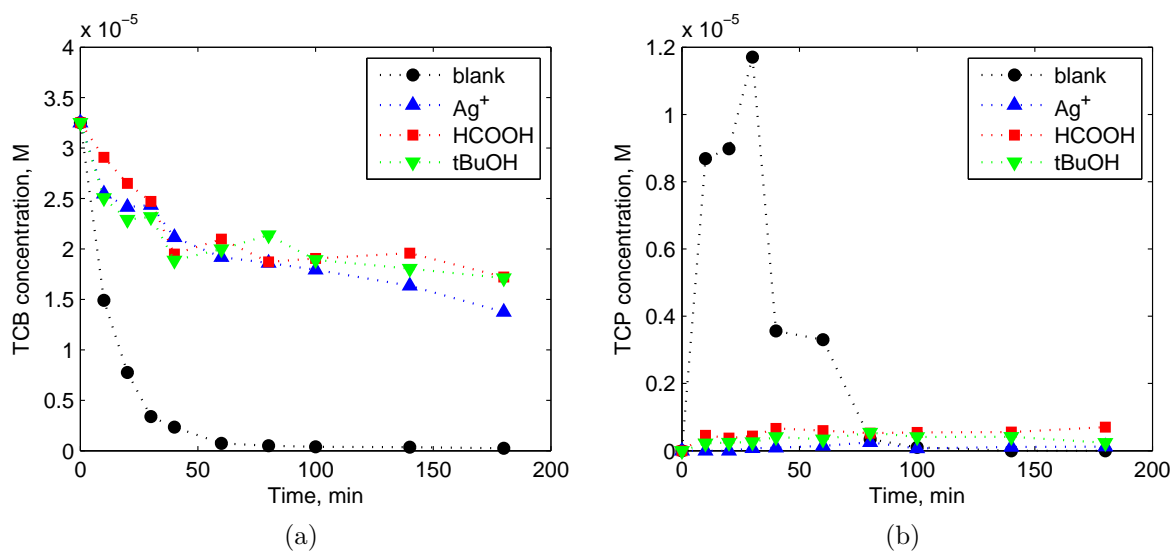 x 10⁻⁵
4
3.5
3
2.5
2
1.5
1
0.5
0
TCB concentration, M
0 50 100 150 200
Time, min
blank
Ag⁺
HCOOH
tBuOH
(a)
x 10⁻⁵
1.2
1
0.8
0.6
0.4
0.2
0
TCP concentration, M
0 50 100 150 200
Time, min
blank
Ag⁺
HCOOH
tBuOH
(b)